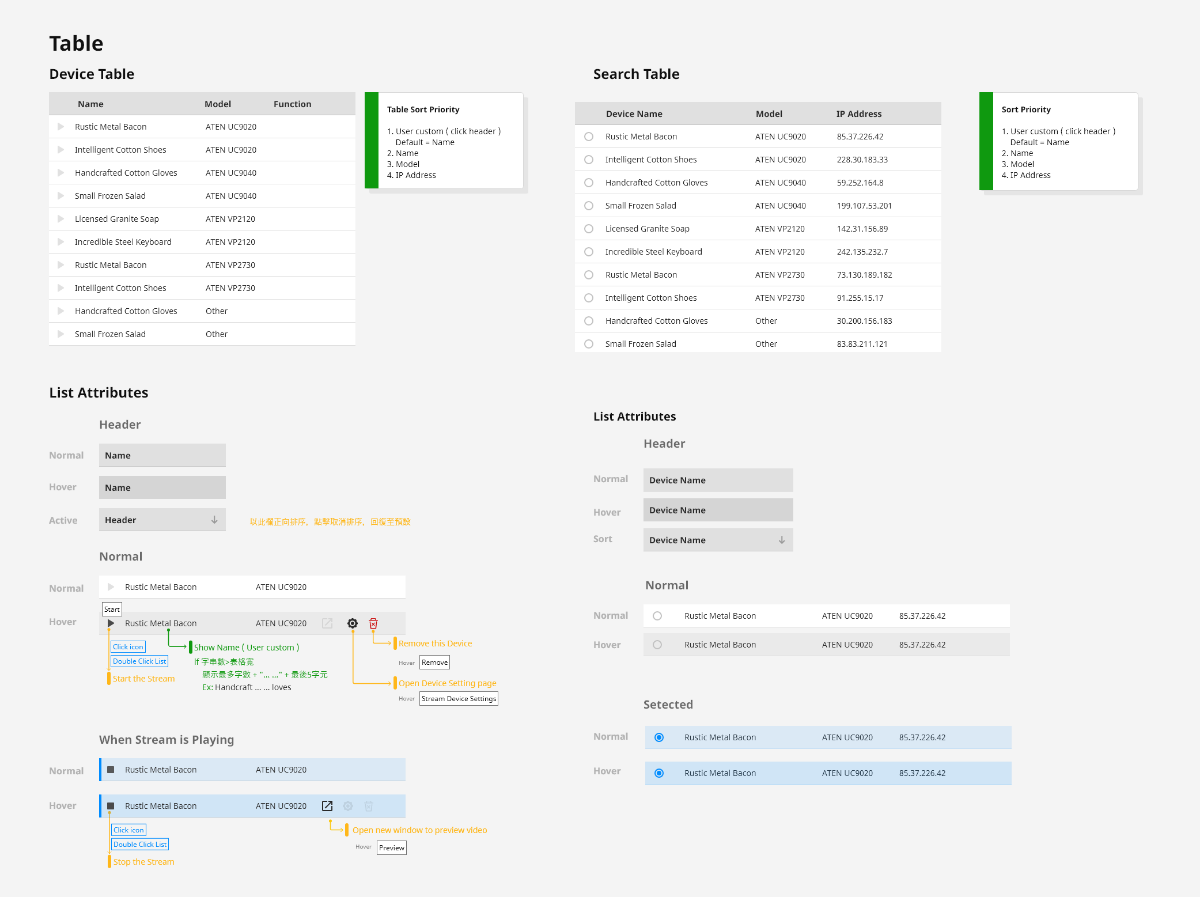 Table
Device Table
Name Model Function
Rustic Metal Bacon ATEN UC9020
Intelligent Cotton Shoes ATEN UC9020
Handcrafted Cotton Gloves ATEN UC9040
Small Frozen Salad ATEN UC9040
Licensed Granite Soap ATEN VP2120
Incredible Steel Keyboard ATEN VP2120
Rustic Metal Bacon ATEN VP2730
Intelligent Cotton Shoes ATEN VP2730
Handcrafted Cotton Gloves Other
Small Frozen Salad Other
Table Sort Priority
1. User custom ( click header )
Default = Name
2. Name
3. Model
4. IP Address
Search Table
Device Name Model IP Address
Rustic Metal Bacon ATEN UC9020 85.37.226.42
Intelligent Cotton Shoes ATEN UC9020 228.30.183.33
Handcrafted Cotton Gloves ATEN UC9040 59.252.164.8
Small Frozen Salad ATEN UC9040 199.107.53.201
Licensed Granite Soap ATEN VP2120 142.31.156.89
Incredible Steel Keyboard ATEN VP2120 242.135.232.7
Rustic Metal Bacon ATEN VP2730 73.130.189.182
Intelligent Cotton Shoes ATEN VP2730 91.255.15.17
Handcrafted Cotton Gloves Other 30.200.156.183
Small Frozen Salad Other 83.83.211.121
Sort Priority
1. User custom ( click header )
Default = Name
2. Name
3. Model
4. IP Address
List Attributes
Header
Normal Name
Hover Name
Active Header ↓
以此欄正向排序，點擊取消排序，回復至預設
Normal
Normal Rustic Metal Bacon ATEN UC9020
Start
Hover Rustic Metal Bacon ATEN UC9020
Click icon
Double Click List
Start the Stream
Show Name ( User custom )
If 字串數>表格寬
顯示最多字數 + "... ..." + 最後5字元
Ex: Handcraft ... ... loves
Remove this Device
Hover Remove
Open Device Setting page
Hover Stream Device Settings
When Stream is Playing
Normal Rustic Metal Bacon ATEN UC9020
Hover Rustic Metal Bacon ATEN UC9020
Click icon
Double Click List
Stop the Stream
Open new window to preview video
Hover Preview
List Attributes
Header
Normal Device Name
Hover Device Name
Sort Device Name ↓
Normal
Normal Rustic Metal Bacon ATEN UC9020 85.37.226.42
Hover Rustic Metal Bacon ATEN UC9020 85.37.226.42
Setected
Normal Rustic Metal Bacon ATEN UC9020 85.37.226.42
Hover Rustic Metal Bacon ATEN UC9020 85.37.226.42